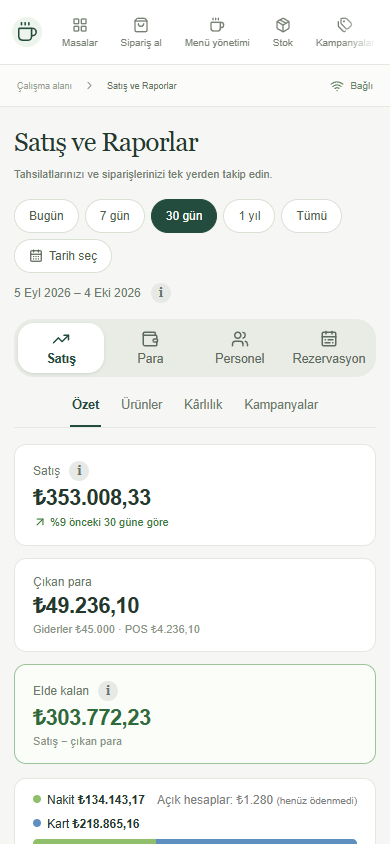 Masalar
Sipariş al
Menü yönetimi
Stok
Kampanyalar
Çalışma alanı
Satış ve Raporlar
Bağlı
Satış ve Raporlar
Tahsilatlarınızı ve siparişlerinizi tek yerden takip edin.
Bugün
7 gün
30 gün
1 yıl
Tümü
Tarih seç
5 Eyl 2026 – 4 Eki 2026 i
Satış
Para
Personel
Rezervasyon
Özet
Ürünler
Kârlılık
Kampanyalar
Satış i
₺353.008,33
%9 önceki 30 güne göre
Çıkan para
₺49.236,10
Giderler ₺45.000 · POS ₺4.236,10
Elde kalan i
₺303.772,23
Satış – çıkan para
Nakit ₺134.143,17
Açık hesaplar: ₺1.280 (henüz ödenmedi)
Kart ₺218.865,16